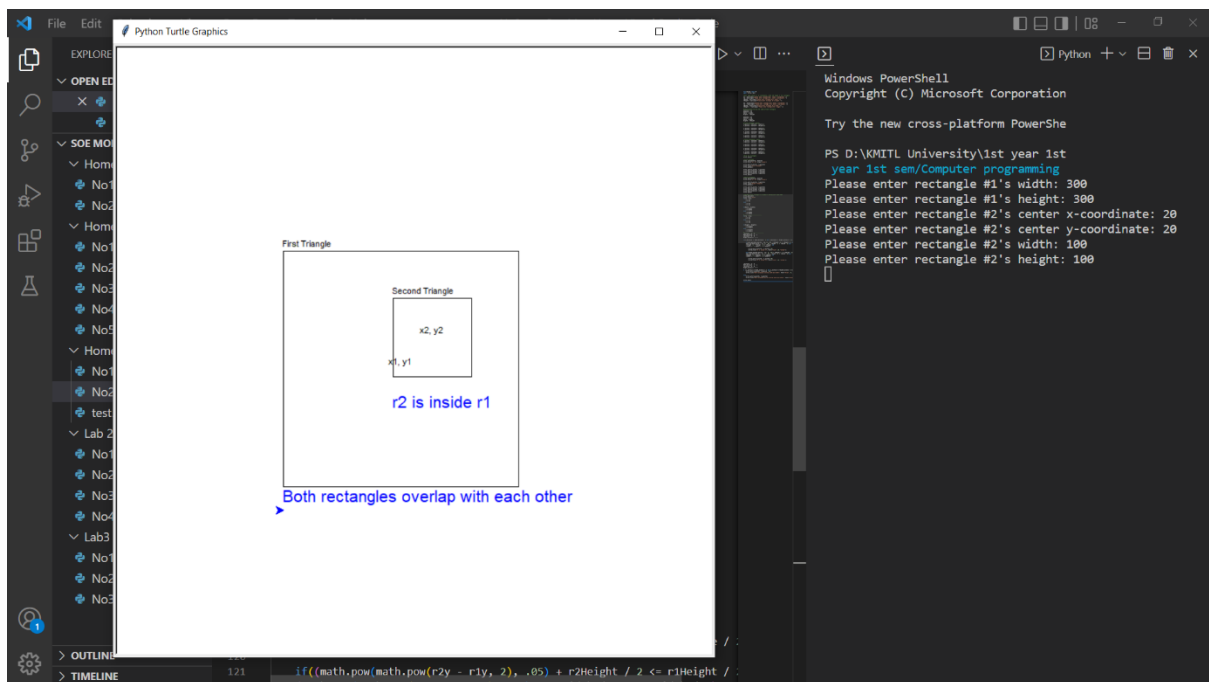 File Edit
Python Turtle Graphics
EXPLORE
OPEN ED
SOE MO
Home
No1
No2
Home
No1
No2
No3
No4
No5
Home
No1
No2
test
Lab 2
No1
No2
No3
No4
Lab3
No1
No2
No3
1
OUTLINE
TIMELINE
First Triangle
Second Triangle
x2, y2
x1, y1
r2 is inside r1
Both rectangles overlap with each other
121 if((math.pow(math.pow(r2y - r1y, 2), .05) + r2Height / 2 <= r1Height /
Python
Windows PowerShell
Copyright (C) Microsoft Corporation
Try the new cross-platform PowerShe
PS D:\KMITL University\1st year 1st
year 1st sem/Computer programming
Please enter rectangle #1's width: 300
Please enter rectangle #1's height: 300
Please enter rectangle #2's center x-coordinate: 20
Please enter rectangle #2's center y-coordinate: 20
Please enter rectangle #2's width: 100
Please enter rectangle #2's height: 100